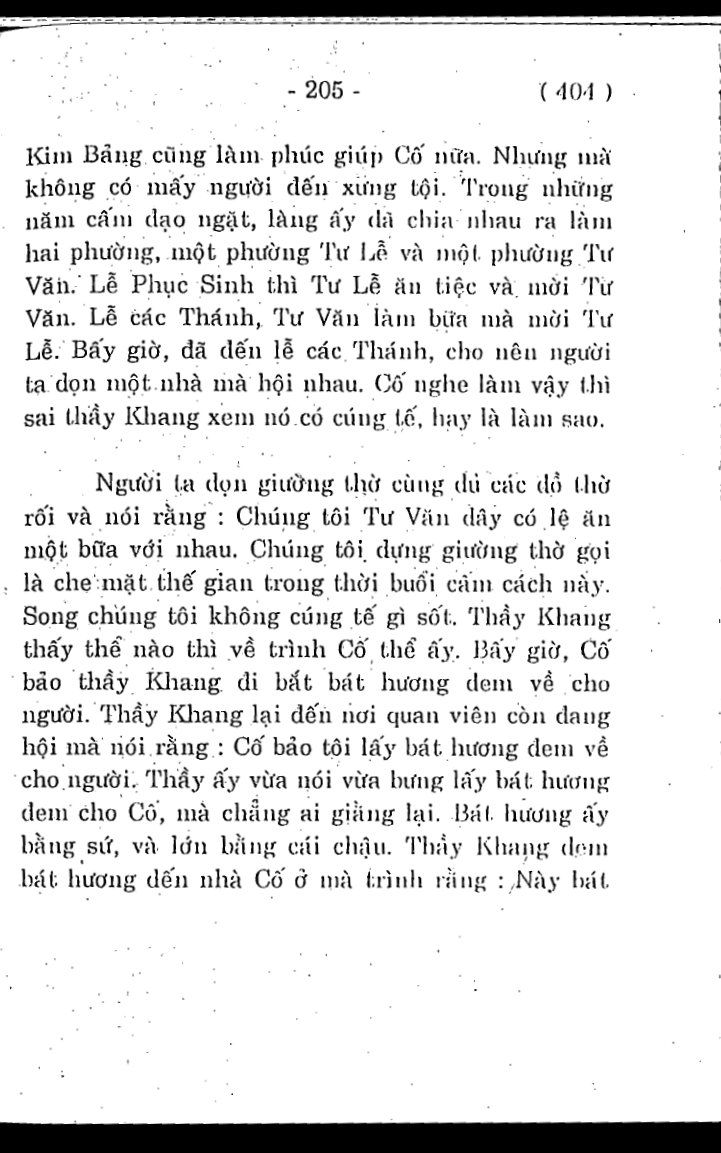 - 205 - ( 404 )
Kim Bảng cũng làm phúc giúp Cố nữa. Nhưng mà
không có mấy người đến xưng tội. Trong những
năm cấm đạo ngặt, làng ấy đã chia nhau ra làm
hai phường, một phường Tư Lễ và một phường Tư
Văn. Lễ Phục Sinh thì Tư Lễ ăn tiệc và mời Tư
Văn. Lễ các Thánh, Tư Văn làm bữa mà mời Tư
Lễ. Bấy giờ, đã đến lễ các Thánh, cho nên người
ta dọn một nhà mà hội nhau. Cố nghe làm vậy thì
sai thầy Khang xem nó có cúng tế, hay là làm sao.
Người ta dọn giường thờ cùng đủ các đồ thờ
rối và nói rằng : Chúng tôi Tư Văn đây có lệ ăn
một bữa với nhau. Chúng tôi dựng giường thờ gọi
là che mặt thế gian trong thời buổi cấm cách này.
Song chúng tôi không cúng tế gì sốt. Thầy Khang
thấy thể nào thì về trình Cố thể ấy. Bấy giờ, Cố
bảo thầy Khang đi bắt bát hương đem về cho
người. Thầy Khang lại đến nơi quan viên còn đang
hội mà nói rằng : Cố bảo tôi lấy bát hương đem về
cho người. Thầy ấy vừa nói vừa bưng lấy bát hương
đem cho Cố, mà chẳng ai giằng lại. Bát hương ấy
bằng sứ, và lớn bằng cái chậu. Thầy Khang đem
bát hương đến nhà Cố ở mà trình rằng : Này bát